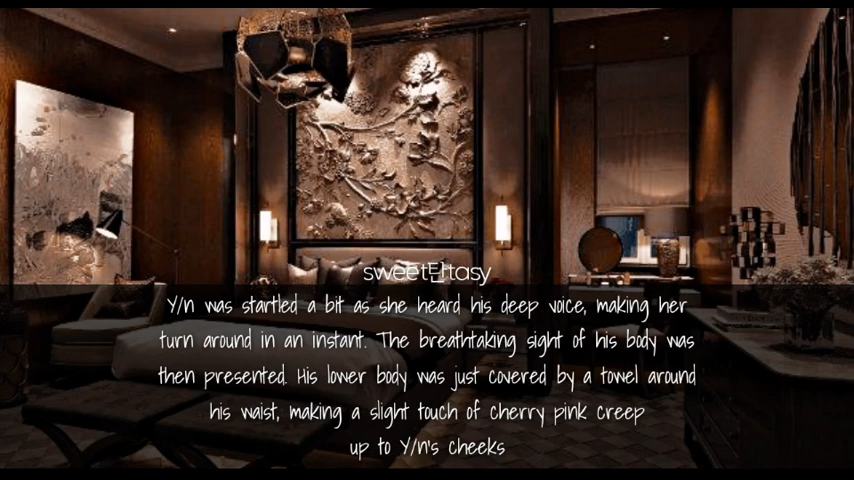 sweetEJtasy
Y/n was startled a bit as she heard his deep voice, making her
turn around in an instant. The breathtaking sight of his body was
then presented. His lower body was just covered by a towel around
his waist, making a slight touch of cherry pink creep
up to Y/n's cheeks